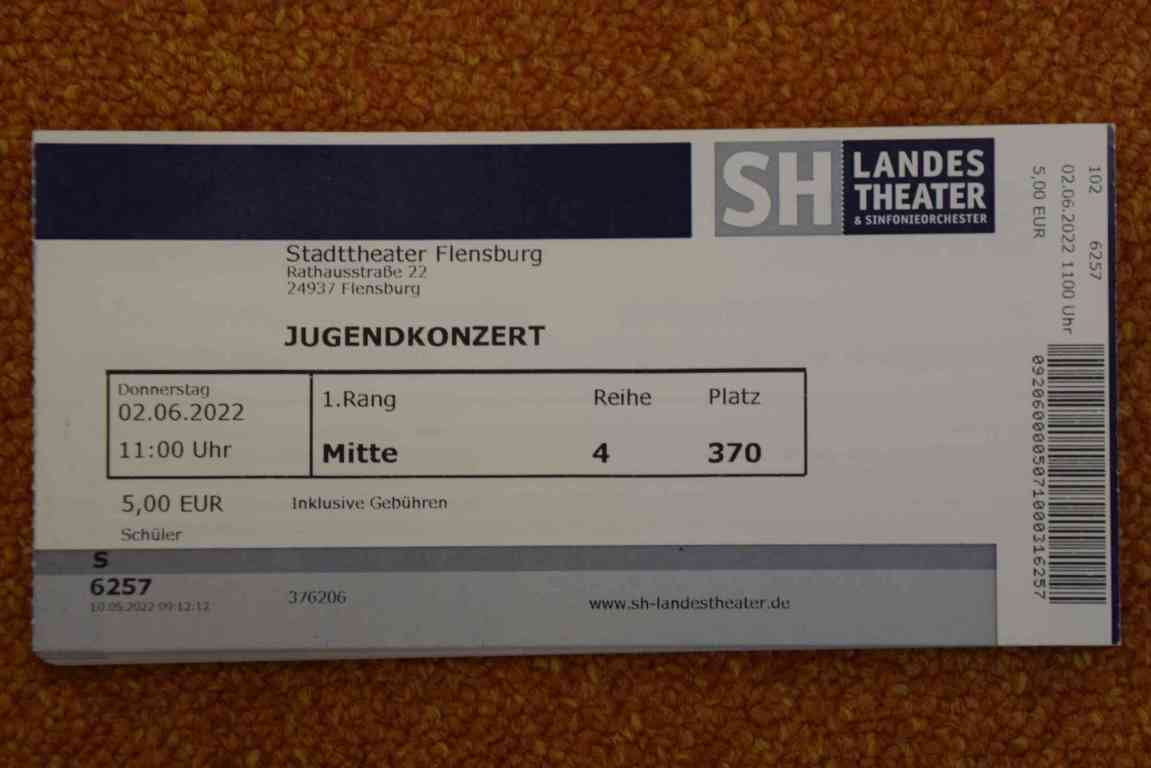 SH LANDES
THEATER
& SINFONIEORCHESTER
Stadttheater Flensburg
Rathausstraße 22
24937 Flensburg
JUGENDKONZERT
Donnerstag
02.06.2022
11:00 Uhr
1.Rang Reihe Platz
Mitte 4 370
5,00 EUR Inklusive Gebühren
Schüler
S
6257
10.05.2022 09:12:12
376206
www.sh-landestheater.de
102 6257
02.06.2022 1100 Uhr
5,00 EUR
0920600005071000316257